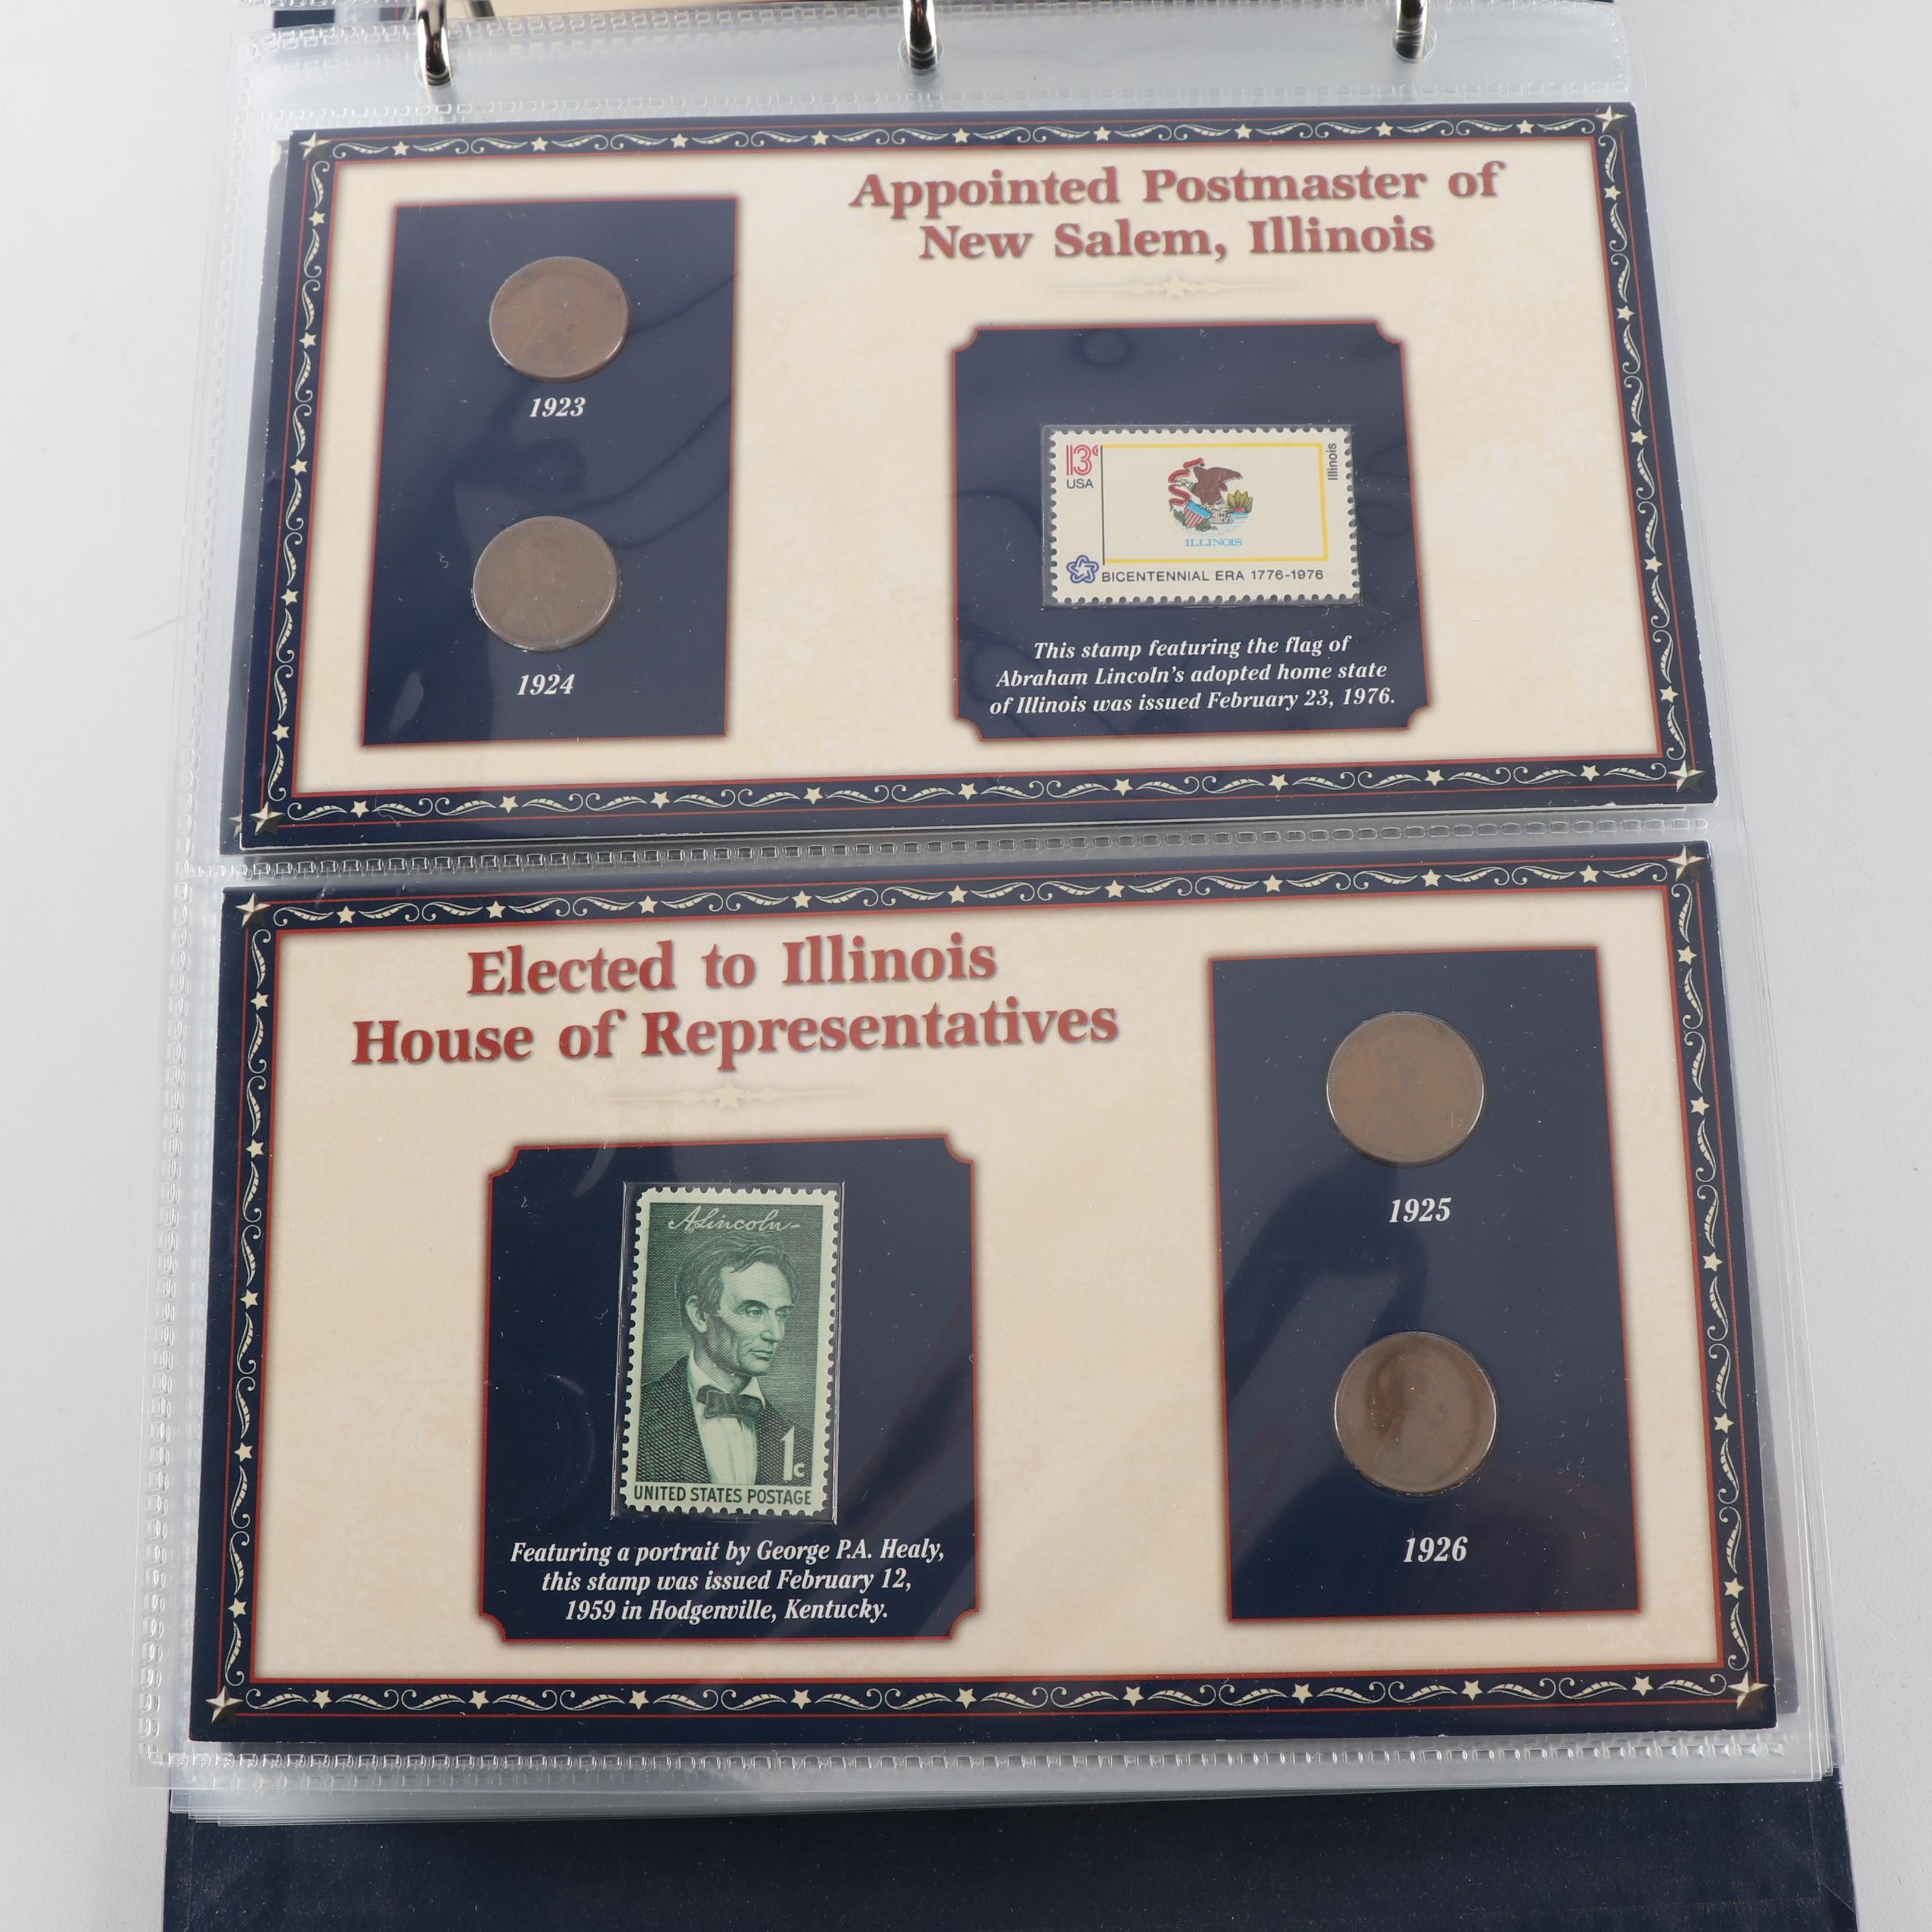 Appointed Postmaster of
New Salem, Illinois
1923
1924
13c
USA
Illinois
ILLINOIS
BICENTENNIAL ERA 1776-1976
This stamp featuring the flag of
Abraham Lincoln's adopted home state
of Illinois was issued February 23, 1976.
Elected to Illinois
House of Representatives
A. Lincoln
1c
UNITED STATES POSTAGE
Featuring a portrait by George P.A. Healy,
this stamp was issued February 12,
1959 in Hodgenville, Kentucky.
1925
1926